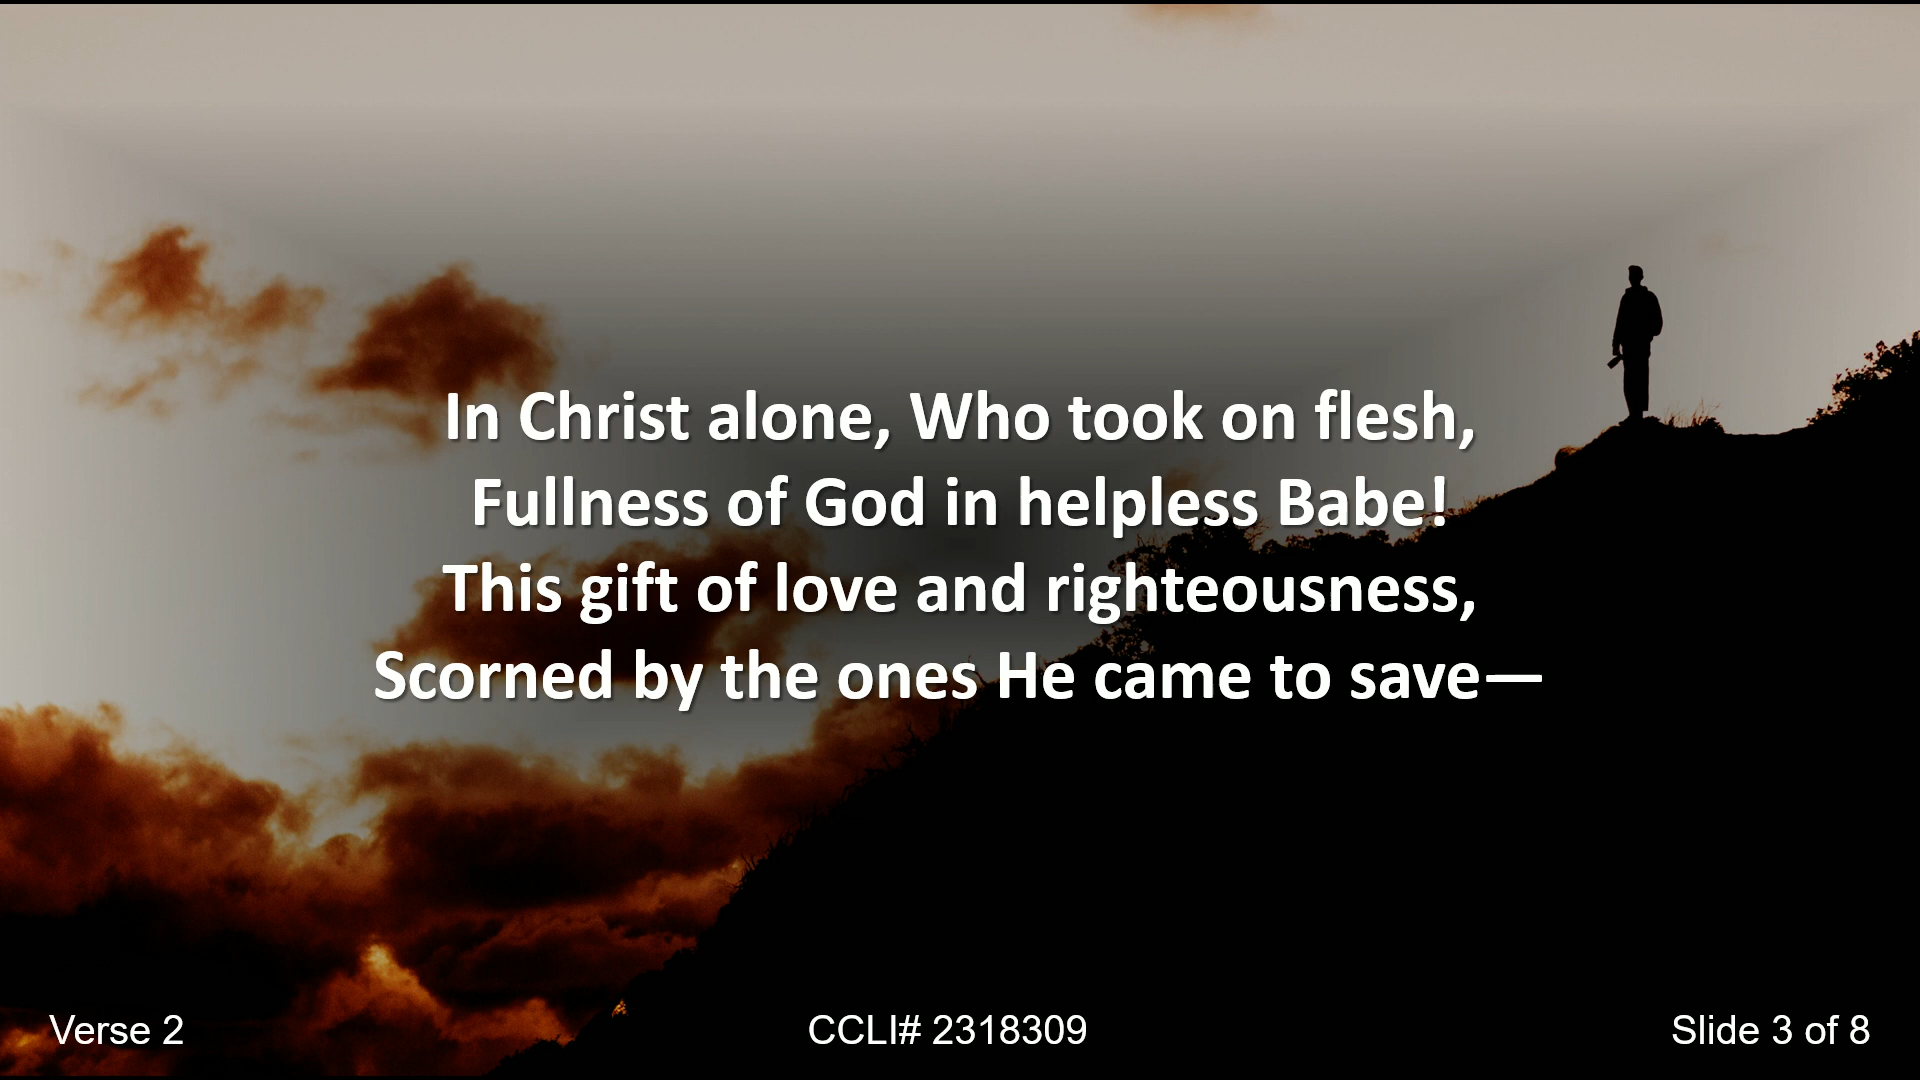 In Christ alone, Who took on flesh,
Fullness of God in helpless Babe!
This gift of love and righteousness,
Scorned by the ones He came to save—
Verse 2
CCLI# 2318309
Slide 3 of 8